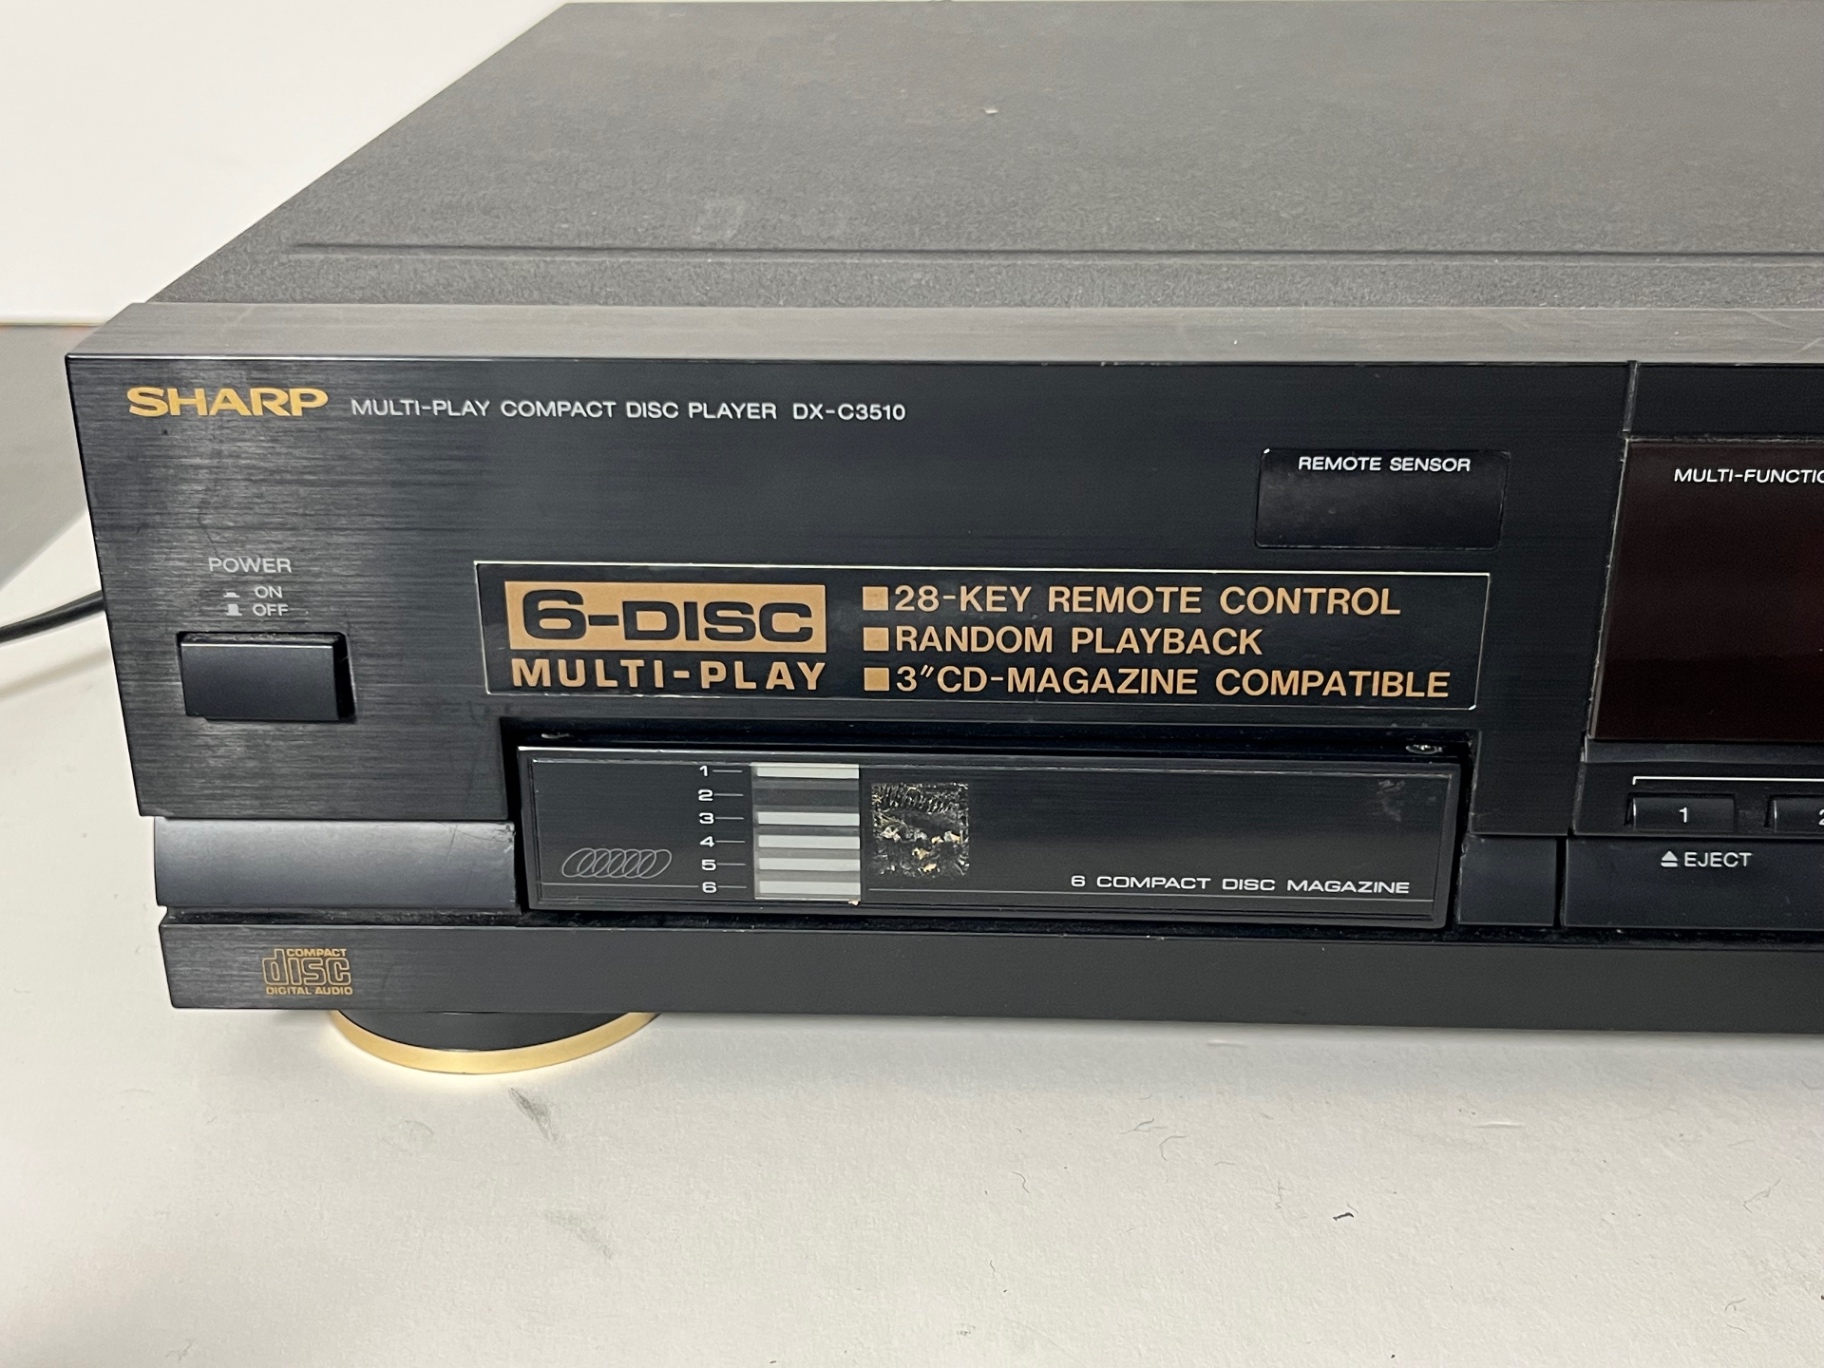 SHARP MULTI-PLAY COMPACT DISC PLAYER DX-C3510
REMOTE SENSOR
MULTI-FUNCTIO
POWER
ON
OFF
6-DISC
MULTI-PLAY
28-KEY REMOTE CONTROL
RANDOM PLAYBACK
3"CD-MAGAZINE COMPATIBLE
1
2
3
4
5
6
6 COMPACT DISC MAGAZINE
1
2
EJECT
COMPACT
disc
DIGITAL AUDIO